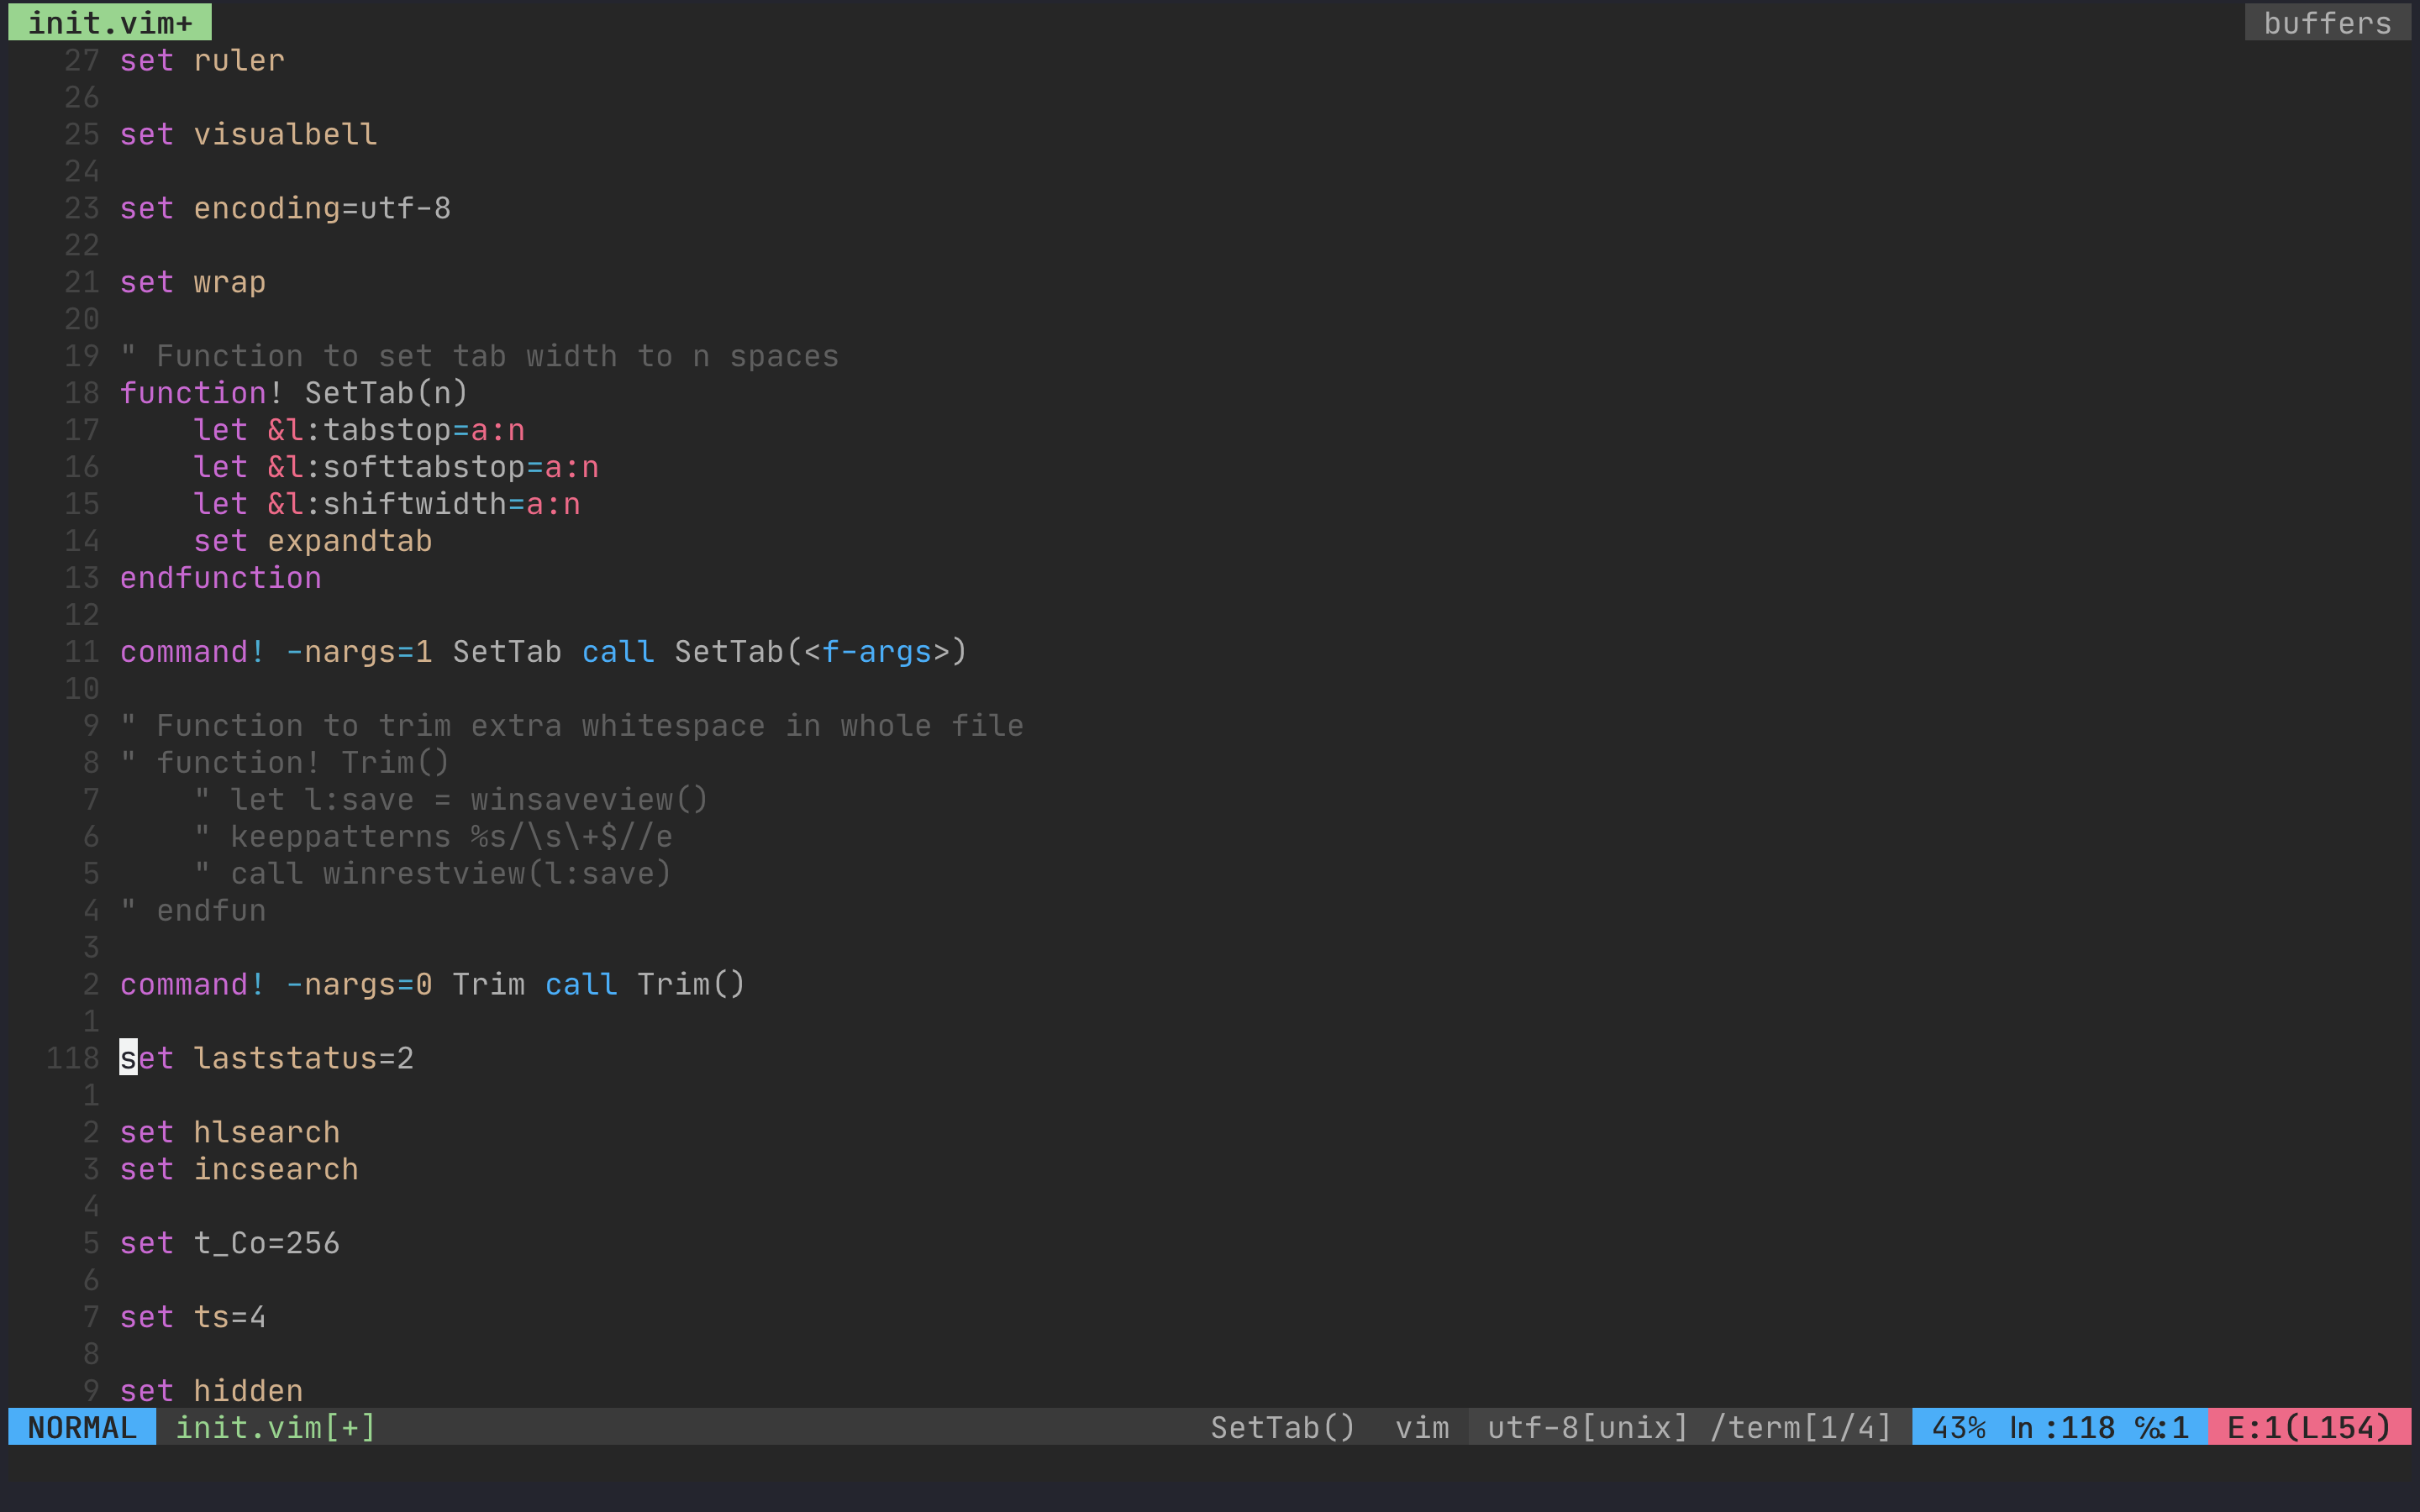 init.vim+ buffers
27 set ruler
26
25 set visualbell
24
23 set encoding=utf-8
22
21 set wrap
20
19 " Function to set tab width to n spaces
18 function! SetTab(n)
17     let &l:tabstop=a:n
16     let &l:softtabstop=a:n
15     let &l:shiftwidth=a:n
14     set expandtab
13 endfunction
12
11 command! -nargs=1 SetTab call SetTab(<f-args>)
10
9 " Function to trim extra whitespace in whole file
8 " function! Trim()
7     " let l:save = winsaveview()
6     " keeppatterns %s/\s\+$//e
5     " call winrestview(l:save)
4 " endfun
3
2 command! -nargs=0 Trim call Trim()
1
118 set laststatus=2
1
2 set hlsearch
3 set incsearch
4
5 set t_Co=256
6
7 set ts=4
8
9 set hidden
NORMAL init.vim[+] SetTab() vim utf-8[unix] /term[1/4] 43% ln :118 ℅:1 E:1(L154)